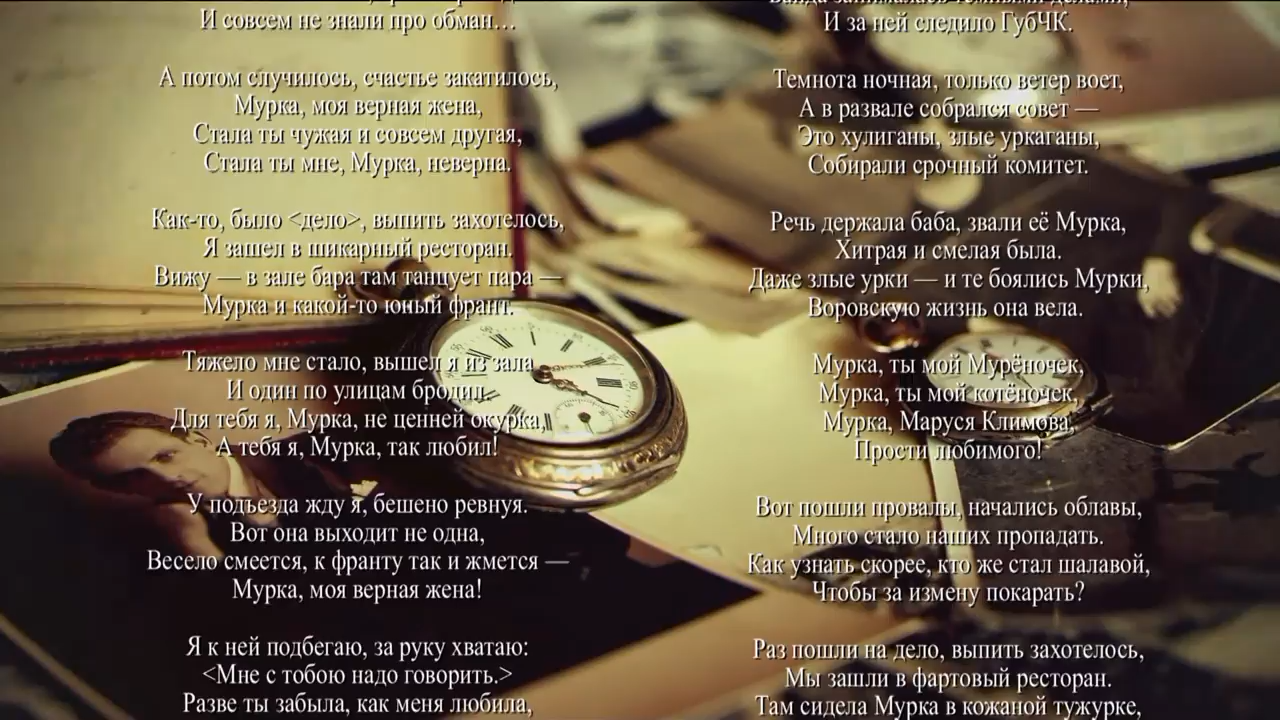 И совсем не знали про обман…
А потом случилось, счастье закатилось,
Мурка, моя верная жена,
Стала ты чужая и совсем другая,
Стала ты мне, Мурка, неверна.
Как-то, было <дело>, выпить захотелось,
Я зашел в шикарный ресторан.
Вижу — в зале бара там танцует пара —
Мурка и какой-то юный франт.
Тяжело мне стало, вышел я из зала
И один по улицам бродил.
Для тебя я, Мурка, не ценней окурка,
А тебя я, Мурка, так любил!
У подъезда жду я, бешено ревнуя.
Вот она выходит не одна,
Весело смеется, к франту так и жмется —
Мурка, моя верная жена!
Я к ней подбегаю, за руку хватаю:
<Мне с тобою надо говорить.>
Разве ты забыла, как меня любила,
Банда занималась темными делами,
И за ней следило ГубЧК.
Темнота ночная, только ветер воет,
А в развале собрался совет —
Это хулиганы, злые уркаганы,
Собирали срочный комитет.
Речь держала баба, звали её Мурка,
Хитрая и смелая была.
Даже злые урки — и те боялись Мурки,
Воровскую жизнь она вела.
Мурка, ты мой Мурёночек,
Мурка, ты мой котёночек,
Мурка, Маруся Климова,
Прости любимого!
Вот пошли провалы, начались облавы,
Много стало наших пропадать.
Как узнать скорее, кто же стал шалавой,
Чтобы за измену покарать?
Раз пошли на дело, выпить захотелось,
Мы зашли в фартовый ресторан.
Там сидела Мурка в кожаной тужурке,